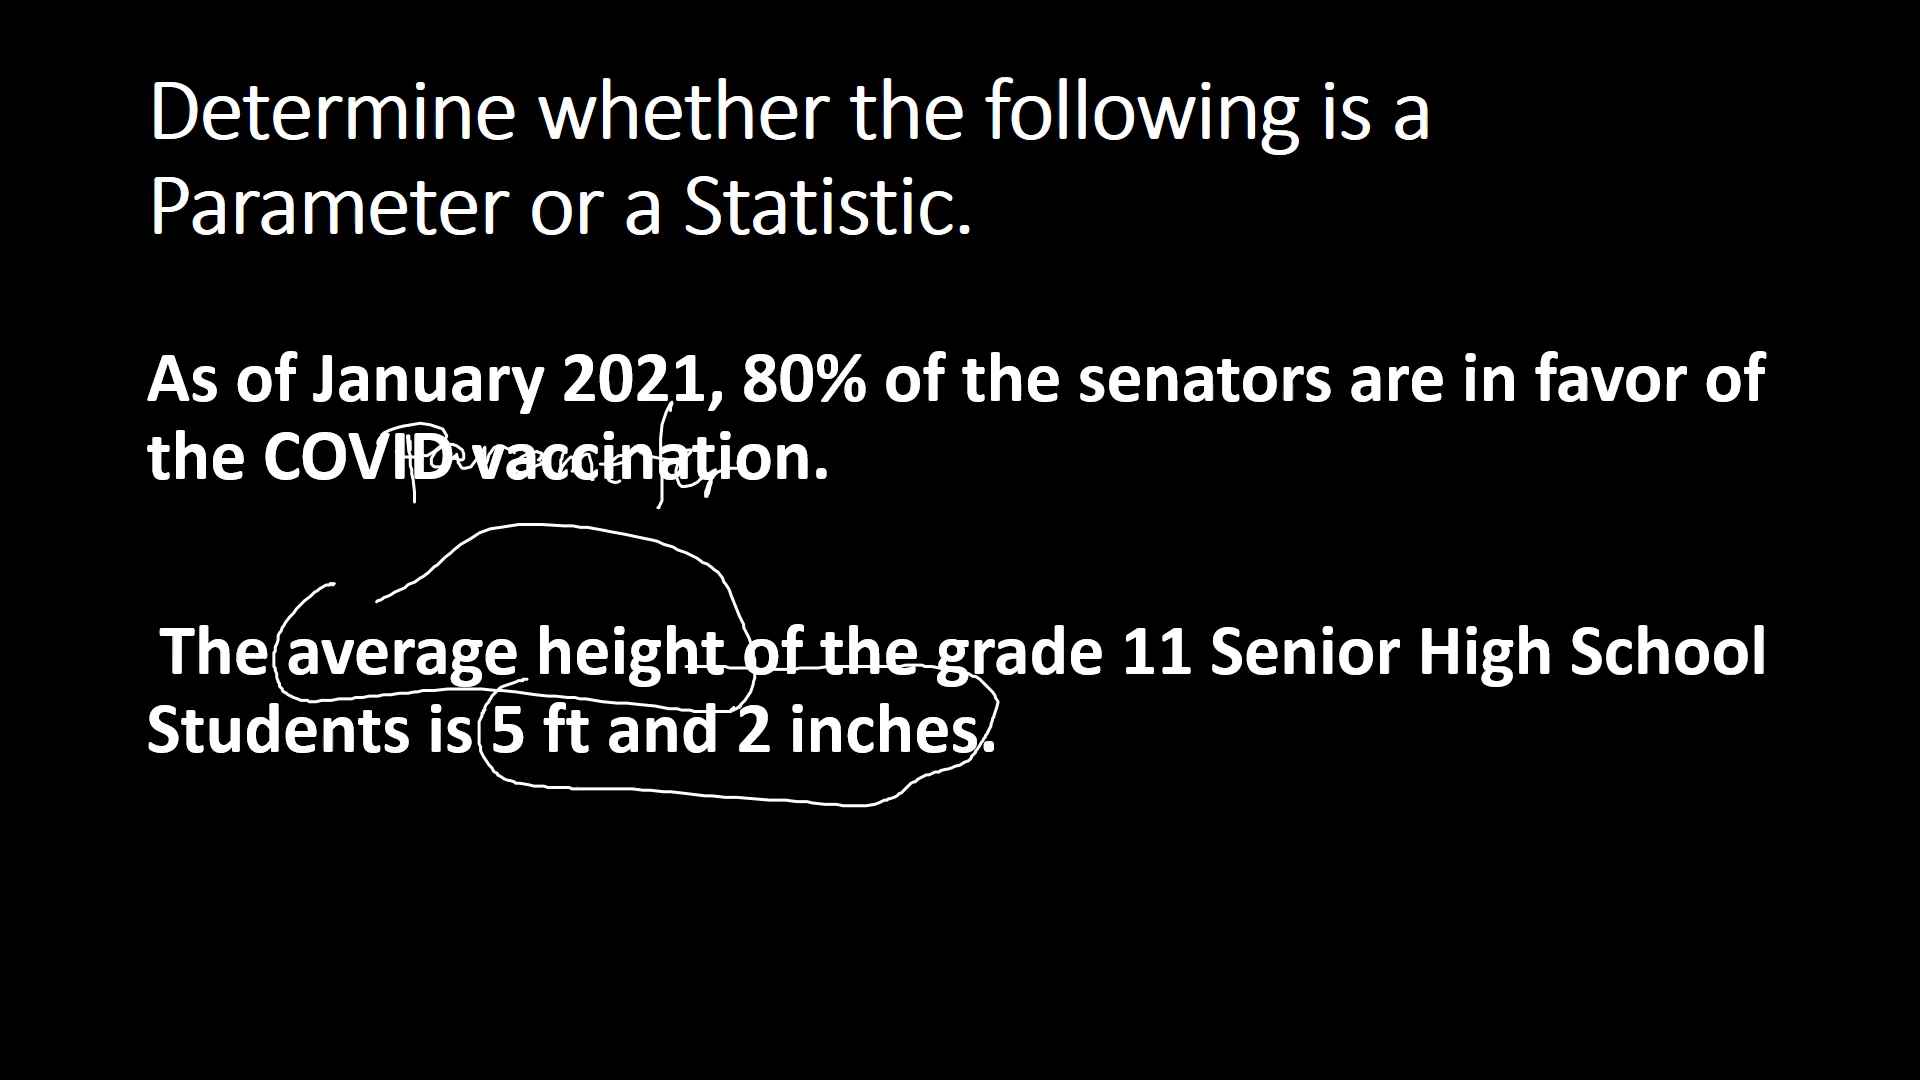 Determine whether the following is a
Parameter or a Statistic.
As of January 2021, 80% of the senators are in favor of
the COVID vaccination.
Parameter
The average height of the grade 11 Senior High School
Students is 5 ft and 2 inches.